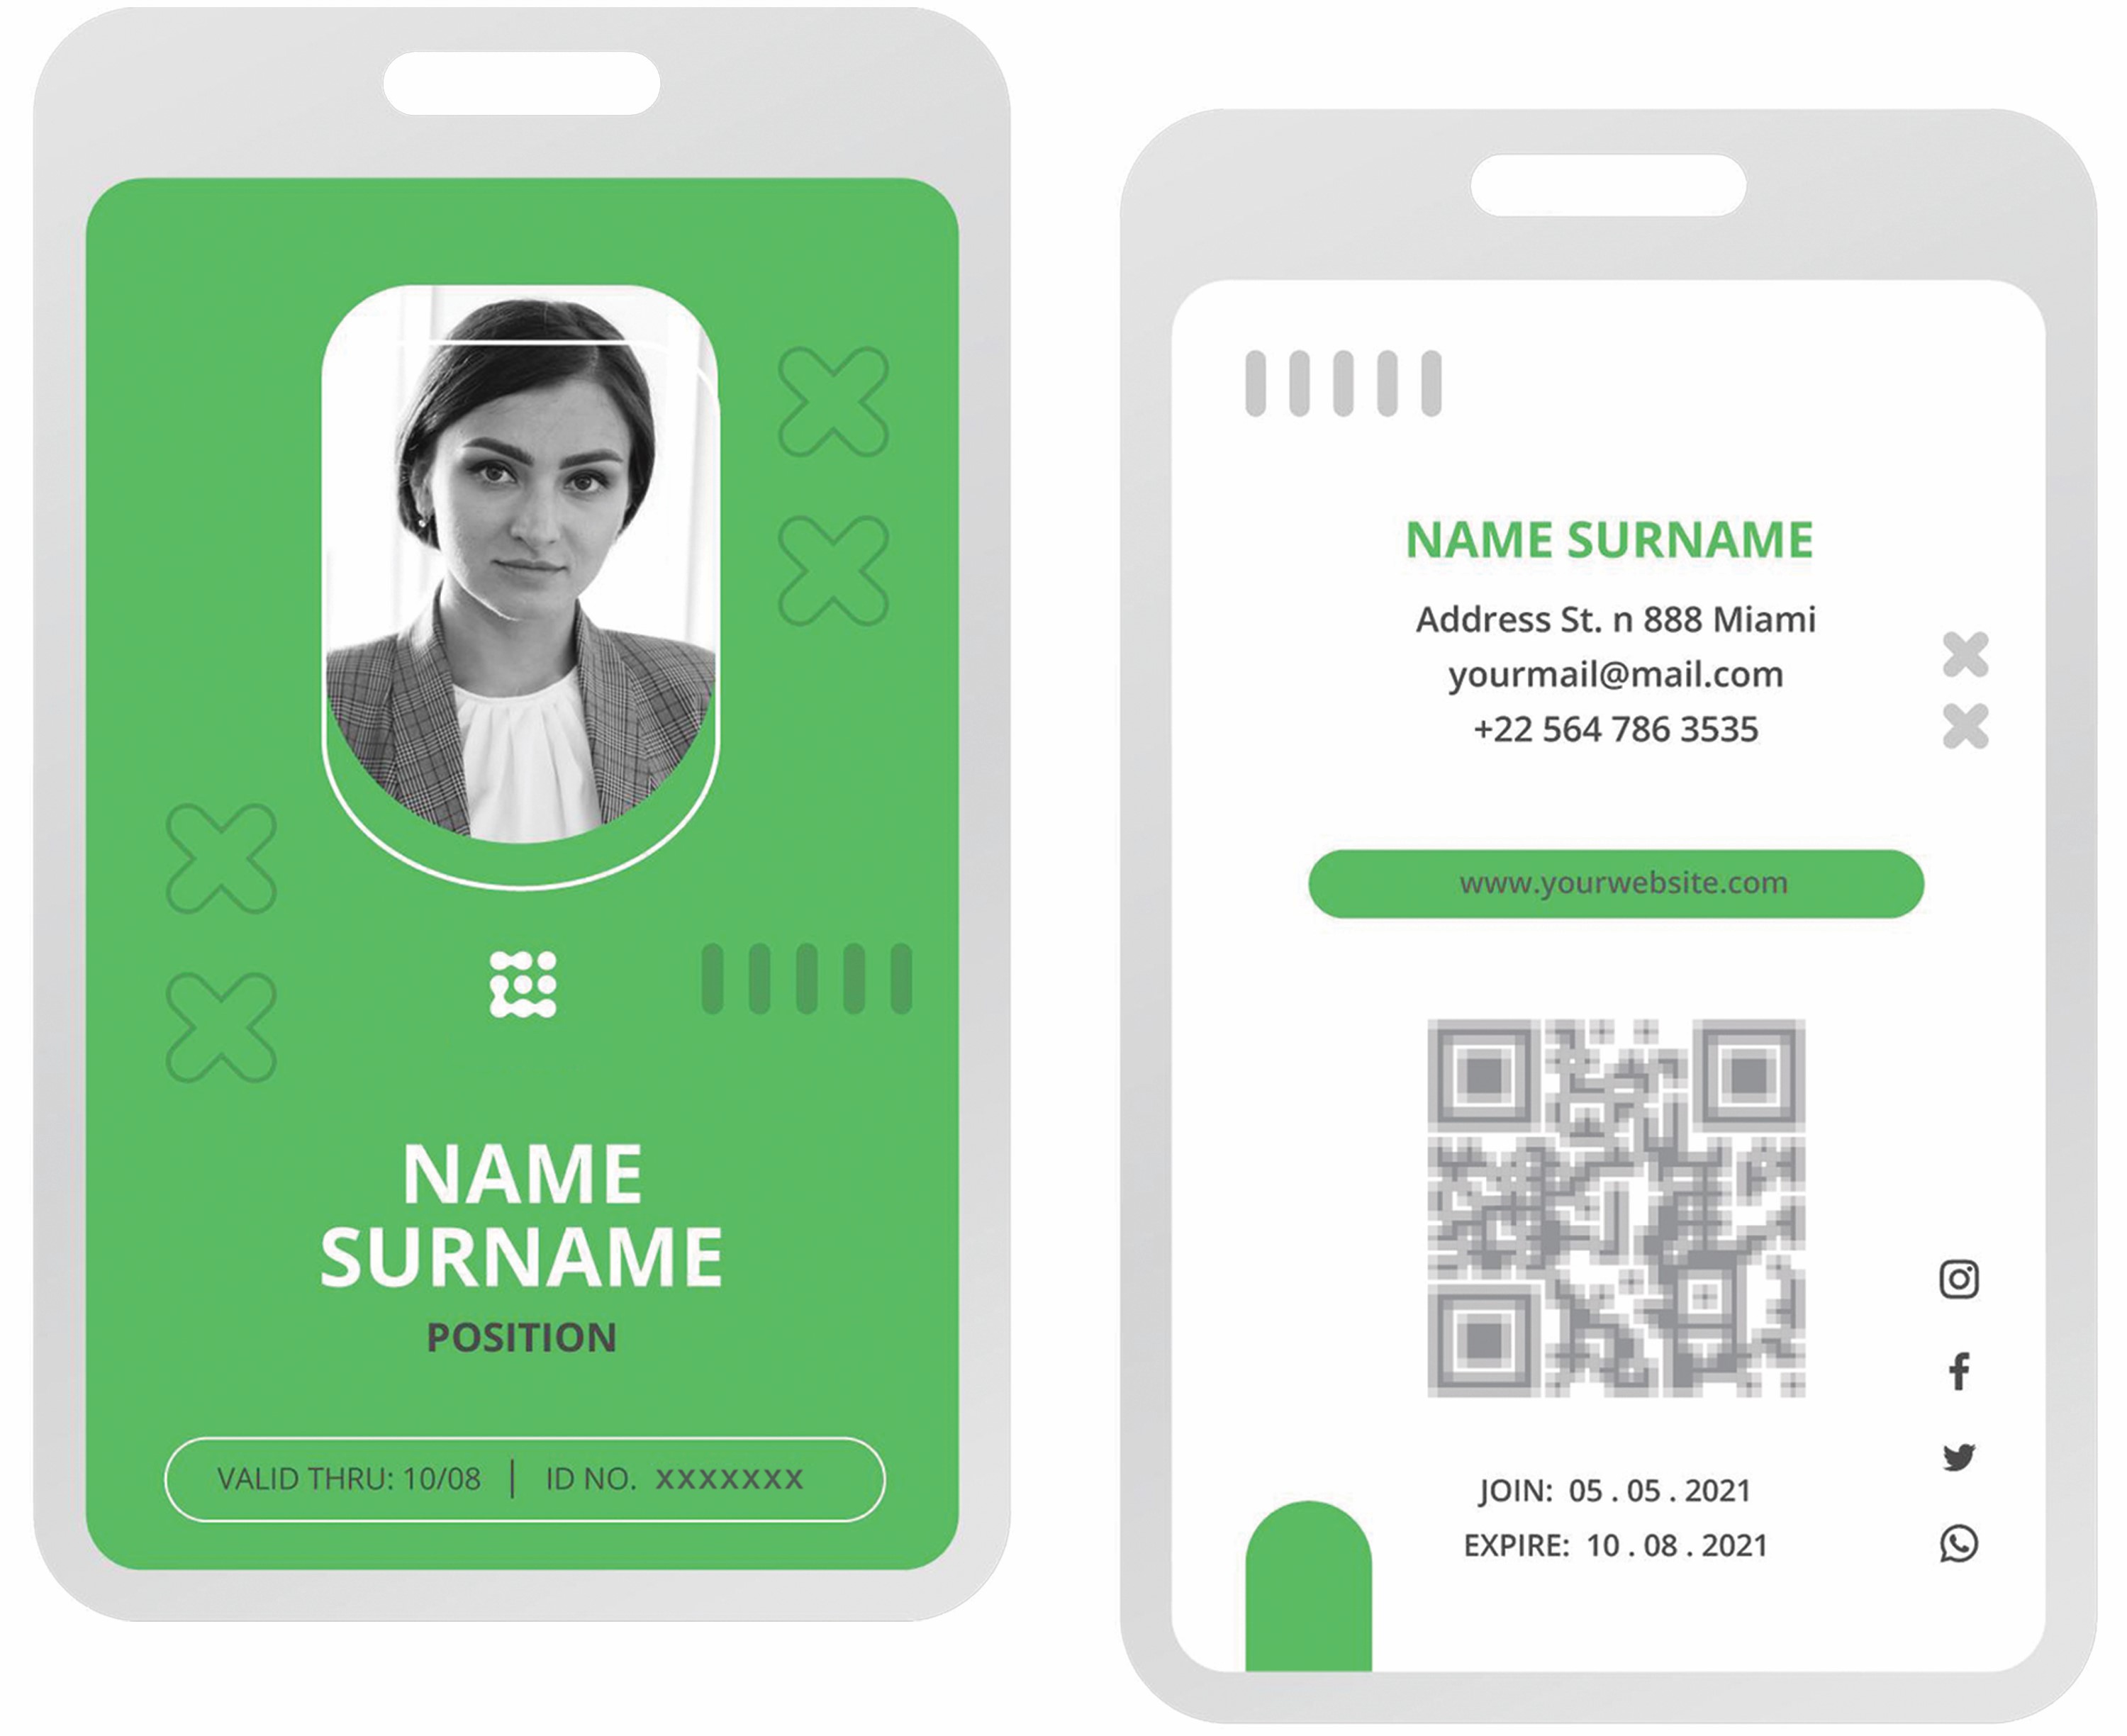 NAME
SURNAME
POSITION
VALID THRU: 10/08 | ID NO. XXXXXXX
NAME SURNAME
Address St. n 888 Miami
yourmail@mail.com
+22 564 786 3535
www.yourwebsite.com
JOIN: 05 . 05 . 2021
EXPIRE: 10 . 08 . 2021